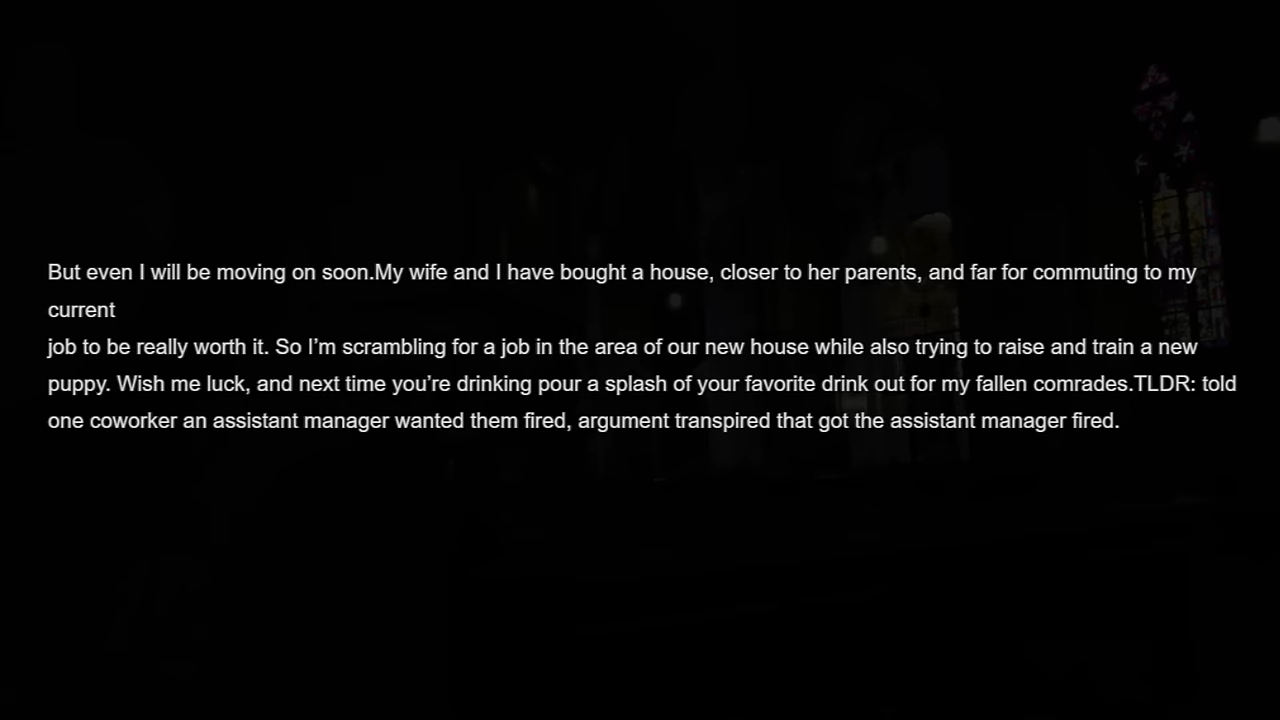 But even I will be moving on soon.My wife and I have bought a house, closer to her parents, and far for commuting to my
current
job to be really worth it. So I’m scrambling for a job in the area of our new house while also trying to raise and train a new
puppy. Wish me luck, and next time you’re drinking pour a splash of your favorite drink out for my fallen comrades.TLDR: told
one coworker an assistant manager wanted them fired, argument transpired that got the assistant manager fired.